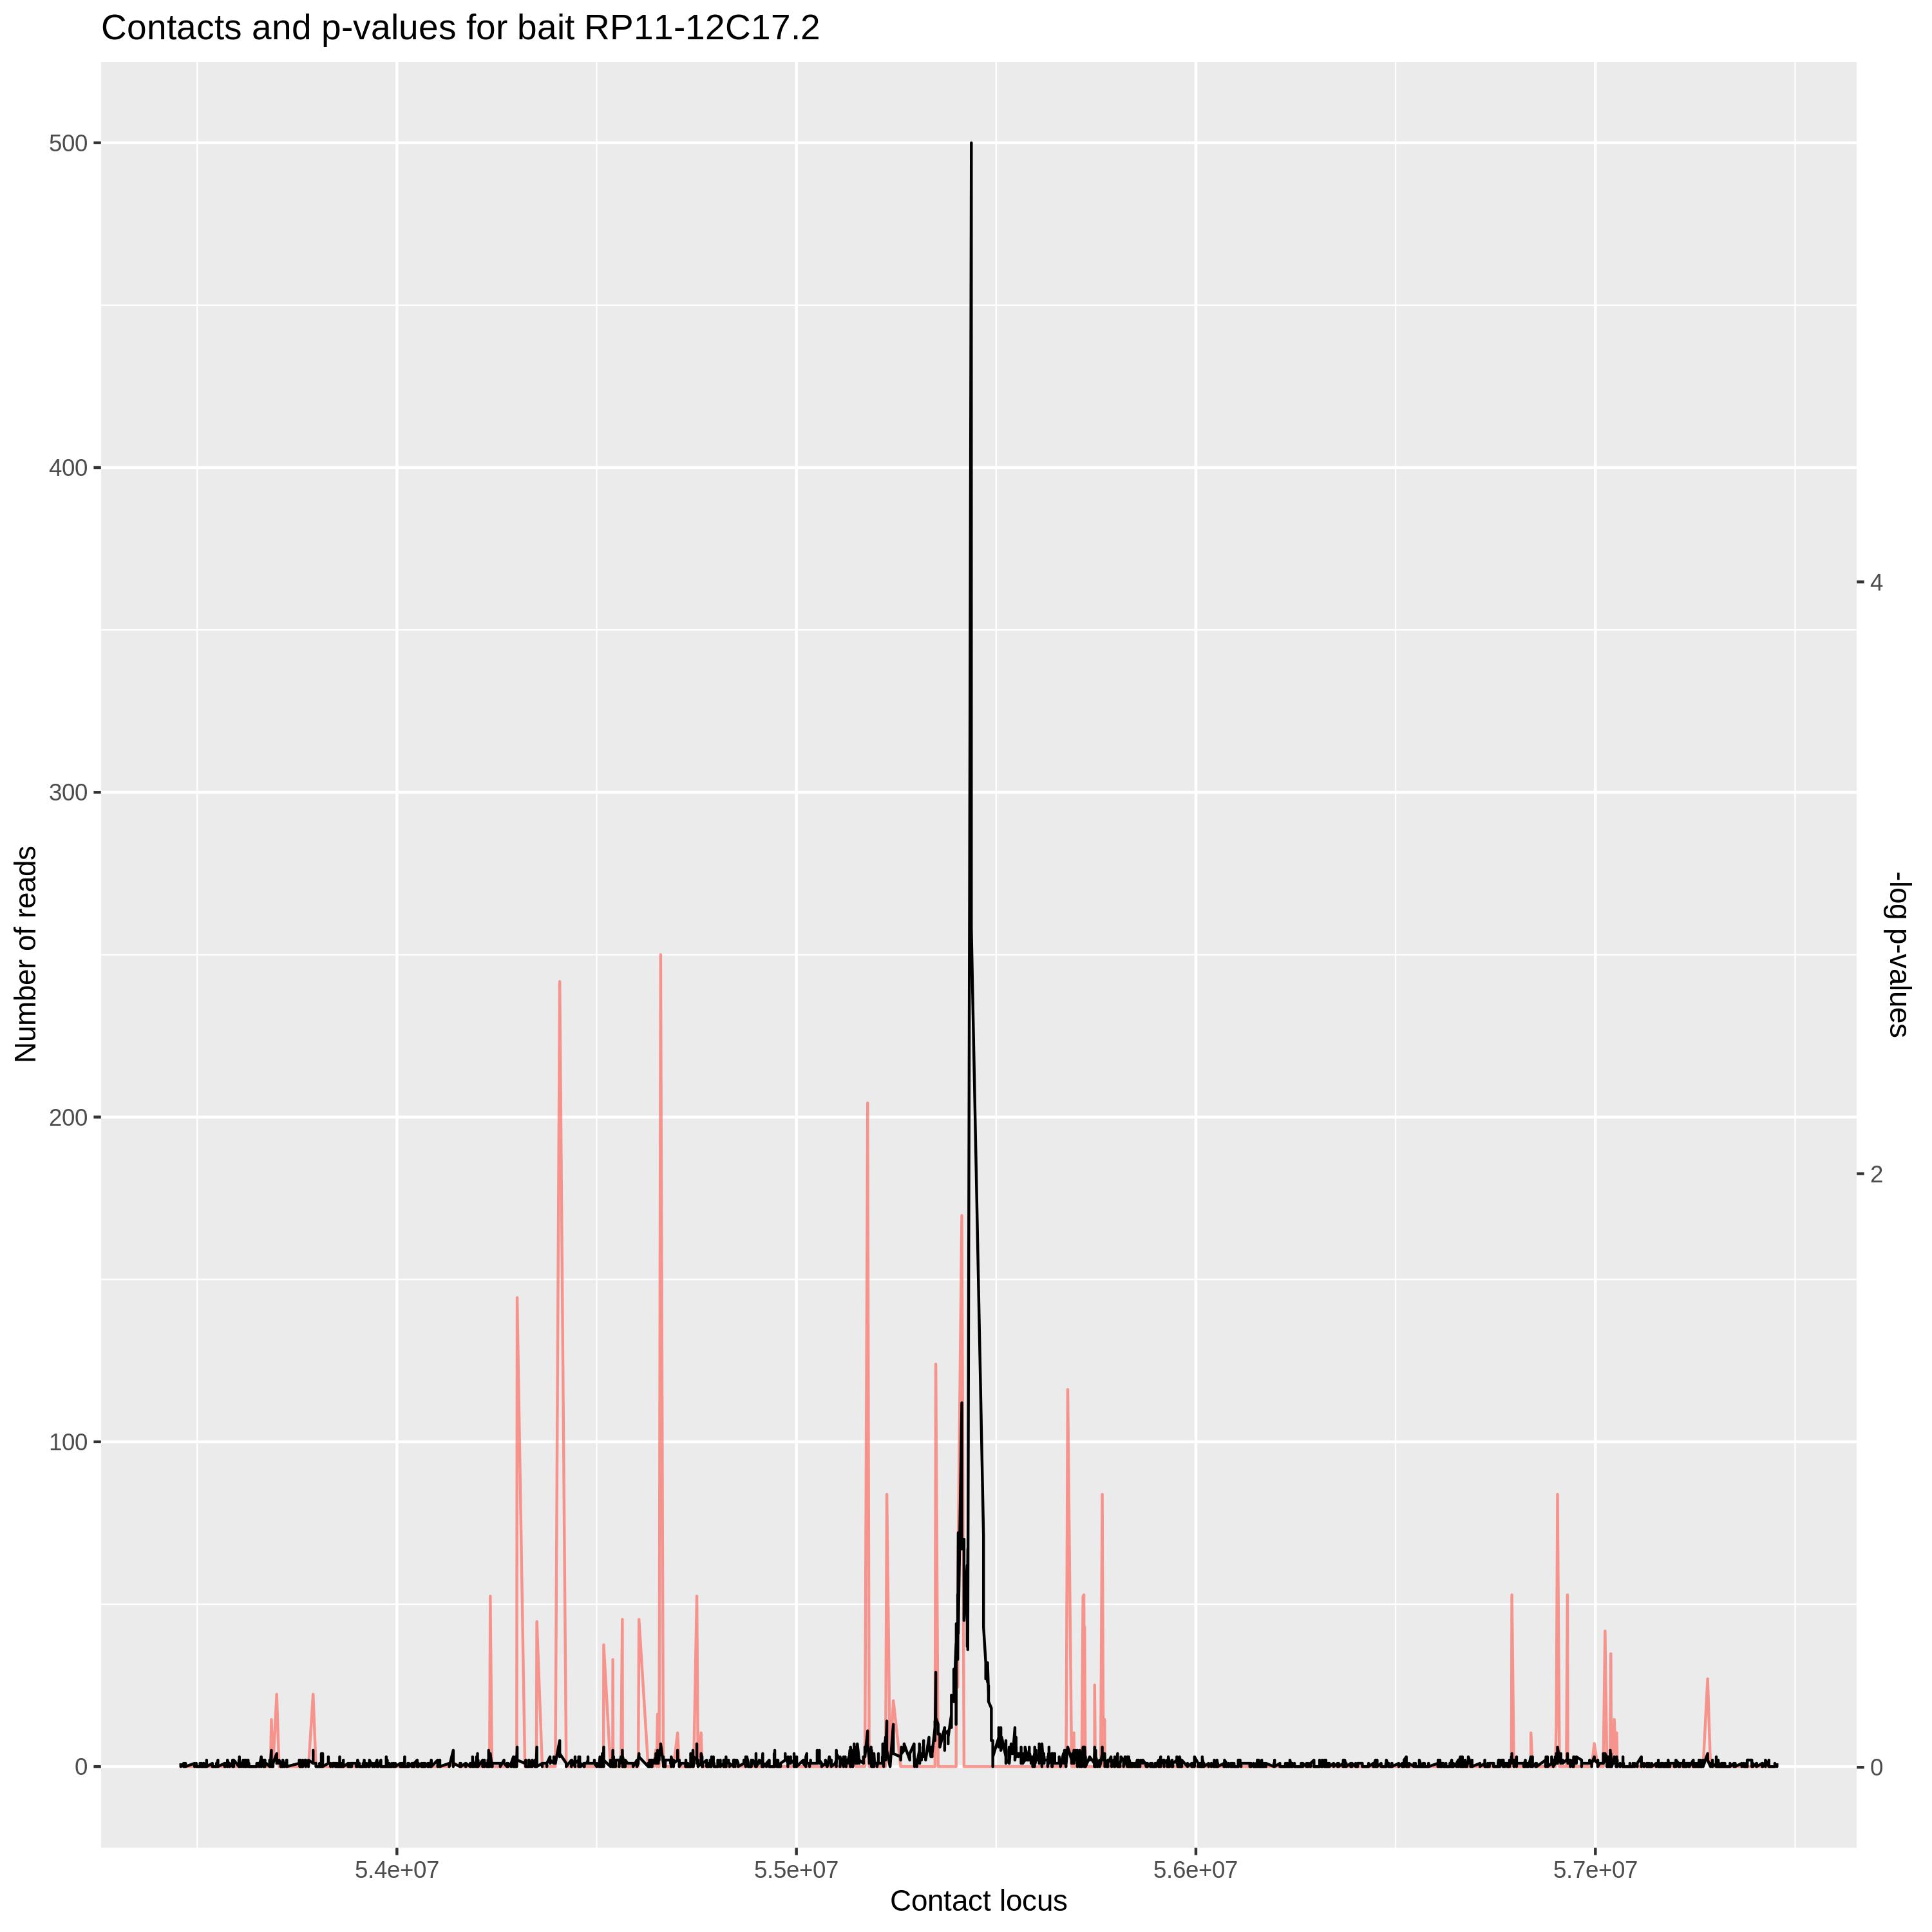 Contacts and p-values for bait RP11-12C17.2
500
400
300
200
100
0
Number of reads
4
2
0
-log p-values
5.4e+07
5.5e+07
5.6e+07
5.7e+07
Contact locus